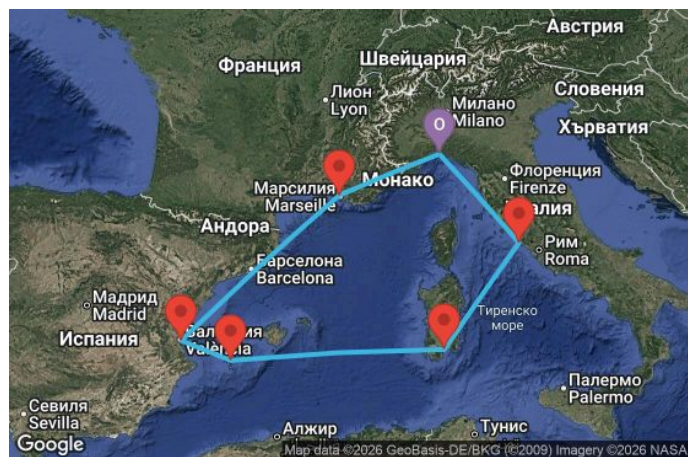 Австрия
Швейцария
Франция
Словения
Лион
Lyon
Милано
Milano
O
Хърватия
Марсилия
Marseille
Монако
Флоренция
Firenze
Андора
Рим
Roma
Барселона
Barcelona
Мадрид
Madrid
Тиренско
море
Испания
València
Палермо
Palermo
Севиля
Sevilla
Алжир
Тунис
Google
Map data ©2026 GeoBasis-DE/BKG (©2009) Imagery ©2026 NASA